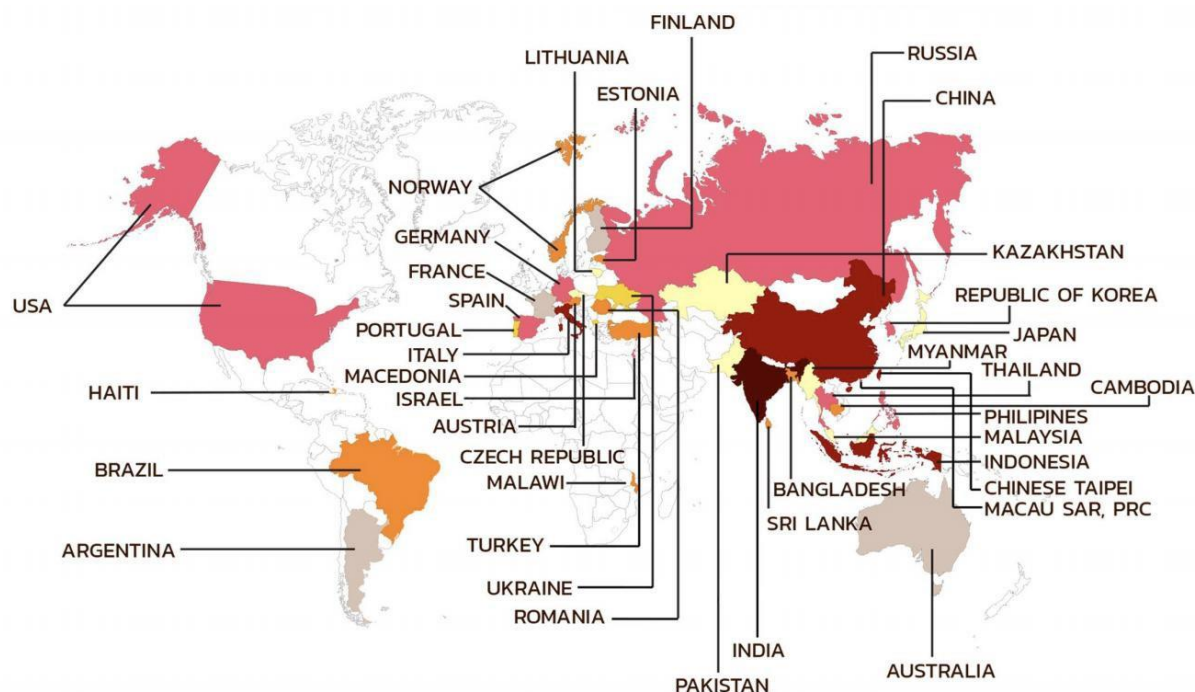 FINLAND
LITHUANIA
RUSSIA
ESTONIA
CHINA
NORWAY
GERMANY
KAZAKHSTAN
FRANCE
REPUBLIC OF KOREA
USA
SPAIN
PORTUGAL
JAPAN
ITALY
MYANMAR
MACEDONIA
THAILAND
HAITI
ISRAEL
CAMBODIA
AUSTRIA
PHILIPINES
MALAYSIA
CZECH REPUBLIC
BRAZIL
INDONESIA
MALAWI
BANGLADESH
CHINESE TAIPEI
SRI LANKA
MACAU SAR, PRC
ARGENTINA
TURKEY
UKRAINE
ROMANIA
INDIA
AUSTRALIA
PAKISTAN